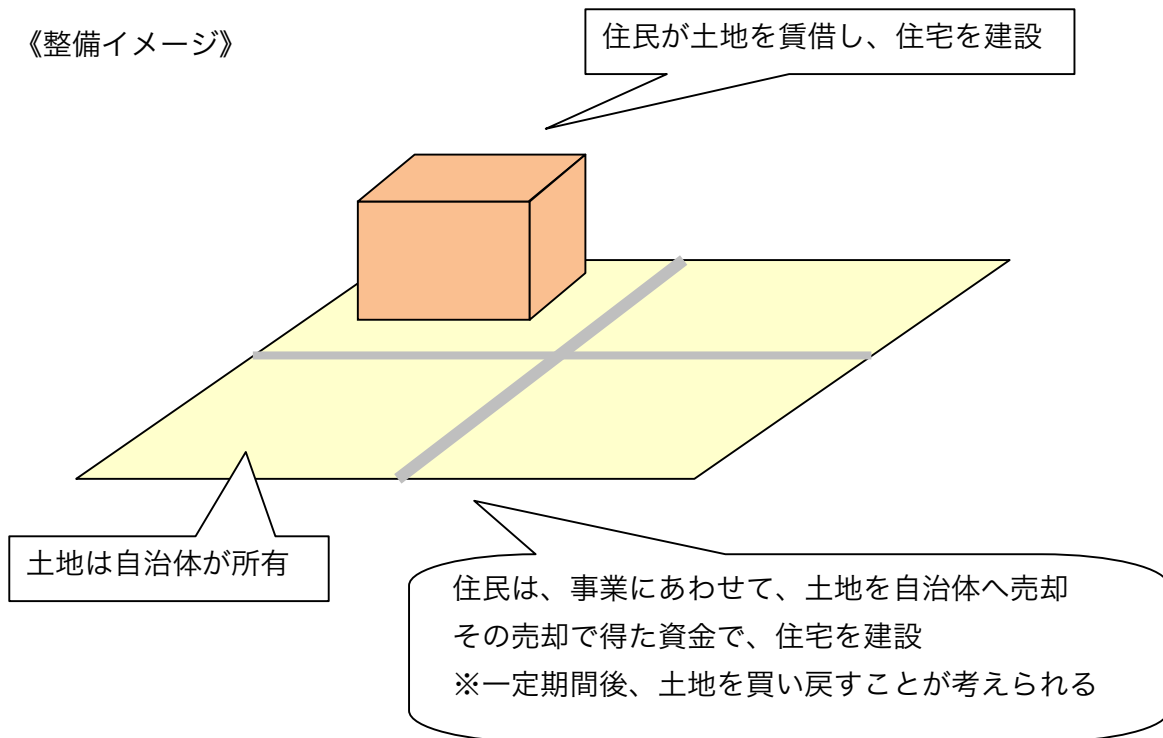 《整備イメージ》
住民が土地を賃借し、住宅を建設
土地は自治体が所有
住民は、事業にあわせて、土地を自治体へ売却
その売却で得た資金で、住宅を建設
※一定期間後、土地を買い戻すことが考えられる